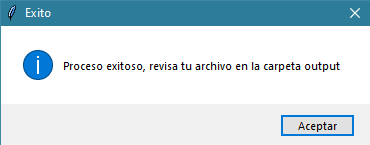 Exito
Proceso exitoso, revisa tu archivo en la carpeta output
Aceptar